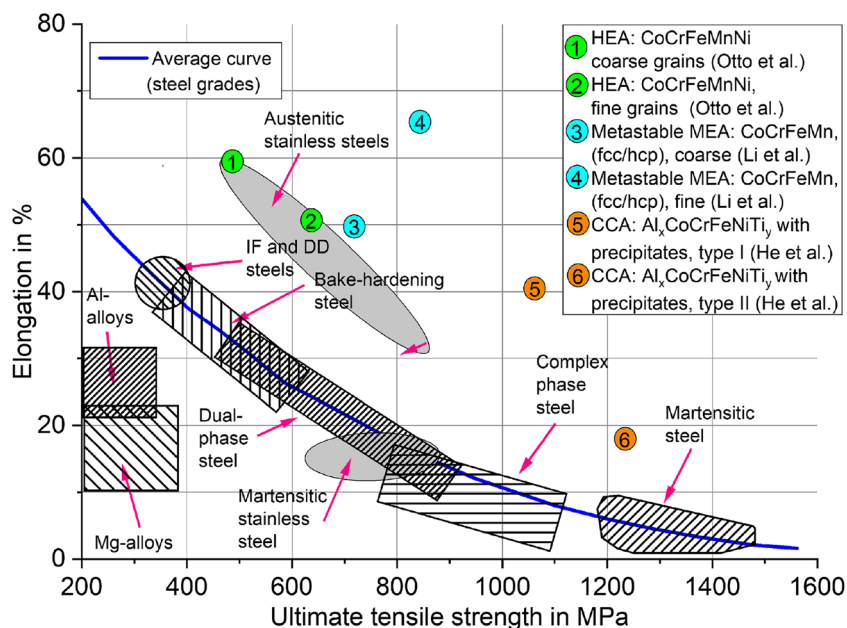 80
60
40
20
0
Elongation in %
200
400
600
800
1000
1200
1400
1600
Ultimate tensile strength in MPa
Average curve
(steel grades)
Austenitic
stainless steels
IF and DD
steels
Bake-hardening
steel
Al-
alloys
Dual-
phase
steel
Martensitic
stainless
steel
Mg-alloys
Complex
phase
steel
Martensitic
steel
1
2
3
4
5
6
1 HEA: CoCrFeMnNi
coarse grains (Otto et al.)
2 HEA: CoCrFeMnNi,
fine grains (Otto et al.)
3 Metastable MEA: CoCrFeMn,
(fcc/hcp), coarse (Li et al.)
4 Metastable MEA: CoCrFeMn,
(fcc/hcp), fine (Li et al.)
5 CCA: AlxCoCrFeNiTiy with
precipitates, type I (He et al.)
6 CCA: AlxCoCrFeNiTiy with
precipitates, type II (He et al.)